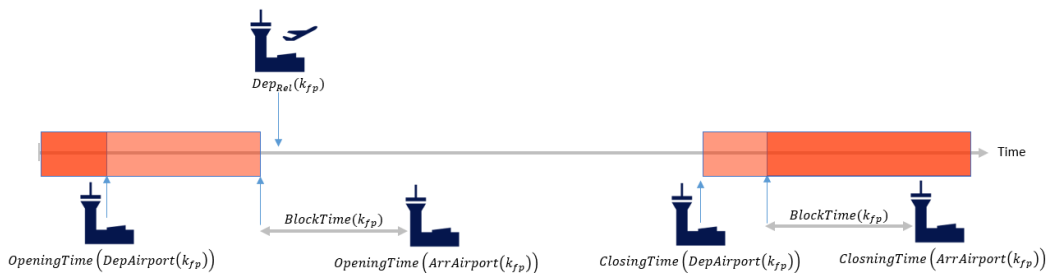 Dep_Rel(k_fp)
Time
BlockTime(k_fp)
BlockTime(k_fp)
OpeningTime(DepAirport(k_fp))
OpeningTime(ArrAirport(k_fp))
ClosingTime(DepAirport(k_fp))
ClosningTime(ArrAirport(k_fp))